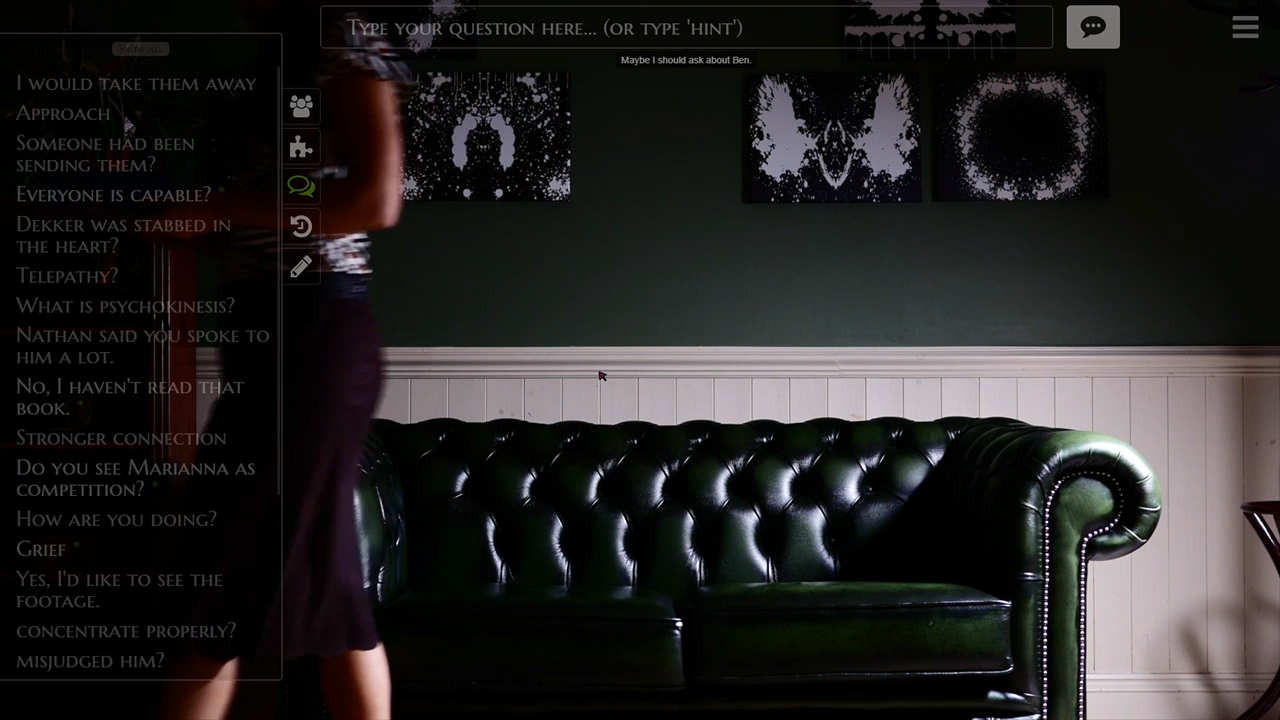 Type your question here... (or type 'hint')
Maybe I should ask about Ben.
Show all
I would take them away
Approach
Someone had been
sending them?
Everyone is capable? *
Dekker was stabbed in
the heart?
Telepathy?
What is psychokinesis?
Nathan said you spoke to
him a lot.
No, I haven't read that
book. *
Stronger connection
Do you see Marianna as
competition? *
How are you doing?
Grief *
Yes, I'd like to see the
footage.
concentrate properly?
misjudged him?